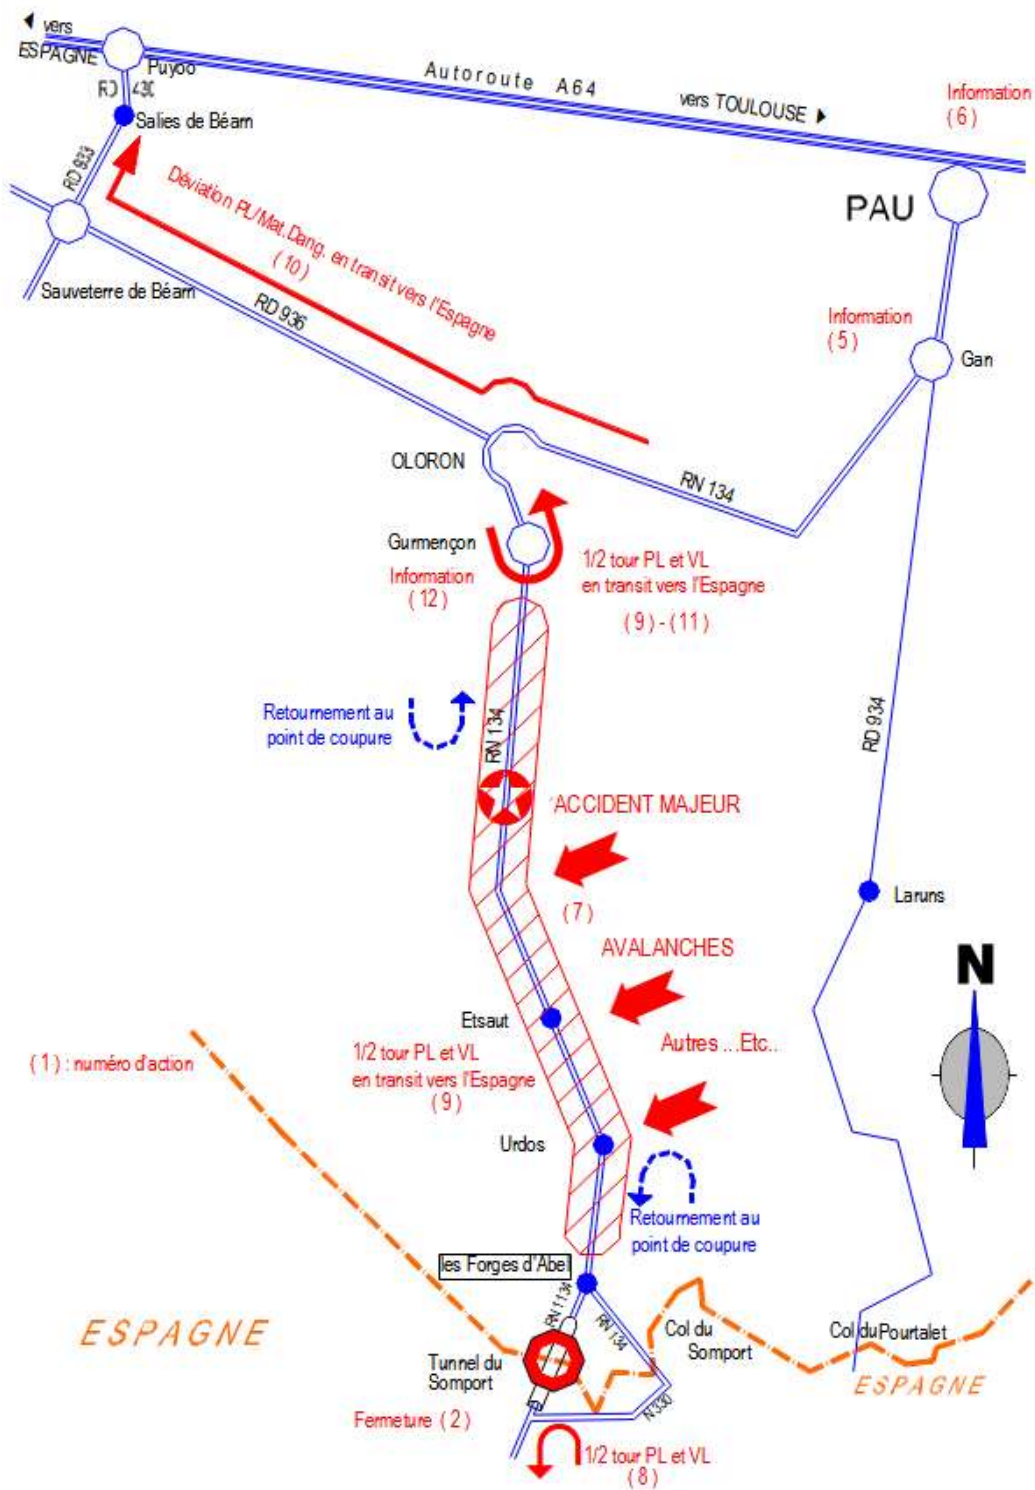 vers
ESPAGNE
Puyoo
Autoroute A64
vers TOULOUSE
Information
(6)
Salies de Béarn
RD 933
PAU
Déviation PL/Mat.Dang. en transit vers l'Espagne
(10)
Sauveterre de Béarn
RD 936
Information
(5)
Gan
OLORON
RN 134
Gurmençon
Information
(12)
1/2 tour PL et VL
en transit vers l'Espagne
(9)-(11)
Retournement au
point de coupure
RN 134
RD 934
ACCIDENT MAJEUR
(7)
Laruns
AVALANCHES
N
Etsaut
Autres ...Etc..
(1) : numéro d'action
1/2 tour PL et VL
en transit vers l'Espagne
(9)
Urdos
Retournement au
point de coupure
les Forges d'Abel
RN 1134
RN 134
ESPAGNE
Col du
Somport
Col du Pourtalet
Tunnel du
Somport
ESPAGNE
N 330
Fermeture (2)
1/2 tour PL et VL
(8)